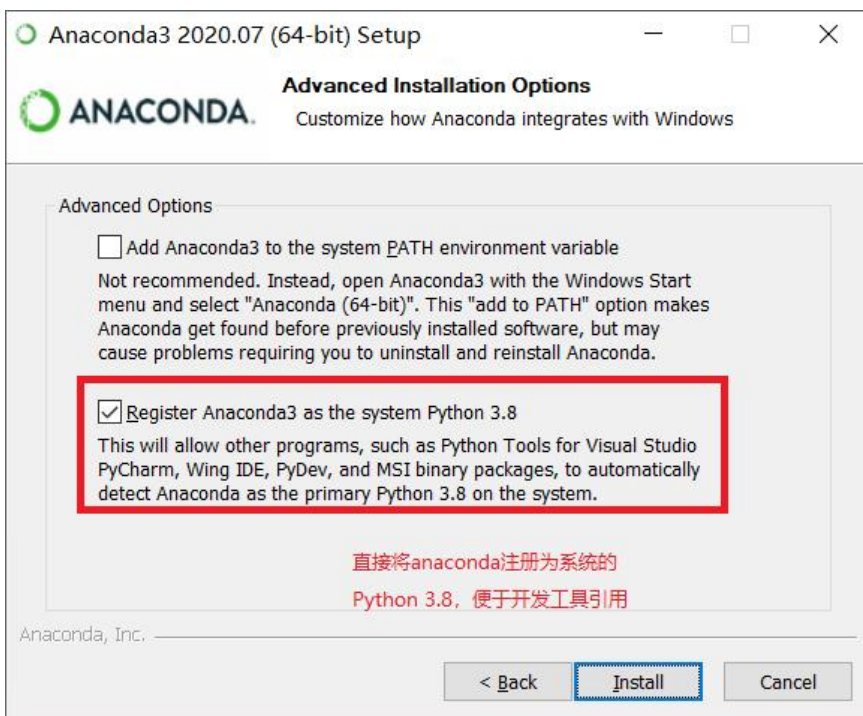 Anaconda3 2020.07 (64-bit) Setup
ANACONDA.
Advanced Installation Options
Customize how Anaconda integrates with Windows
Advanced Options
Add Anaconda3 to the system PATH environment variable
Not recommended. Instead, open Anaconda3 with the Windows Start
menu and select "Anaconda (64-bit)". This "add to PATH" option makes
Anaconda get found before previously installed software, but may
cause problems requiring you to uninstall and reinstall Anaconda.
Register Anaconda3 as the system Python 3.8
This will allow other programs, such as Python Tools for Visual Studio
PyCharm, Wing IDE, PyDev, and MSI binary packages, to automatically
detect Anaconda as the primary Python 3.8 on the system.
直接将anaconda注册为系统的
Python 3.8，便于开发工具引用
Anaconda, Inc.
< Back
Install
Cancel